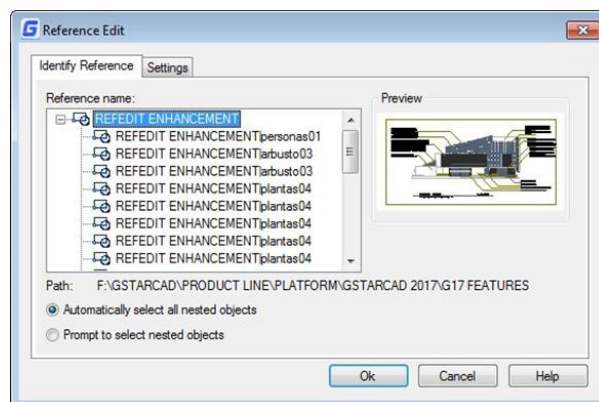 Reference Edit
Identify Reference Settings
Reference name:
Preview
REFEDIT ENHANCEMENT
REFEDIT ENHANCEMENT|personas01
REFEDIT ENHANCEMENT|arbusto03
REFEDIT ENHANCEMENT|arbusto03
REFEDIT ENHANCEMENT|plantas04
REFEDIT ENHANCEMENT|plantas04
REFEDIT ENHANCEMENT|plantas04
REFEDIT ENHANCEMENT|plantas04
REFEDIT ENHANCEMENT|plantas04
Path: F:\GSTARCAD\PRODUCT LINE\PLATFORM\GSTARCAD 2017\G17 FEATURES
Automatically select all nested objects
Prompt to select nested objects
Ok Cancel Help